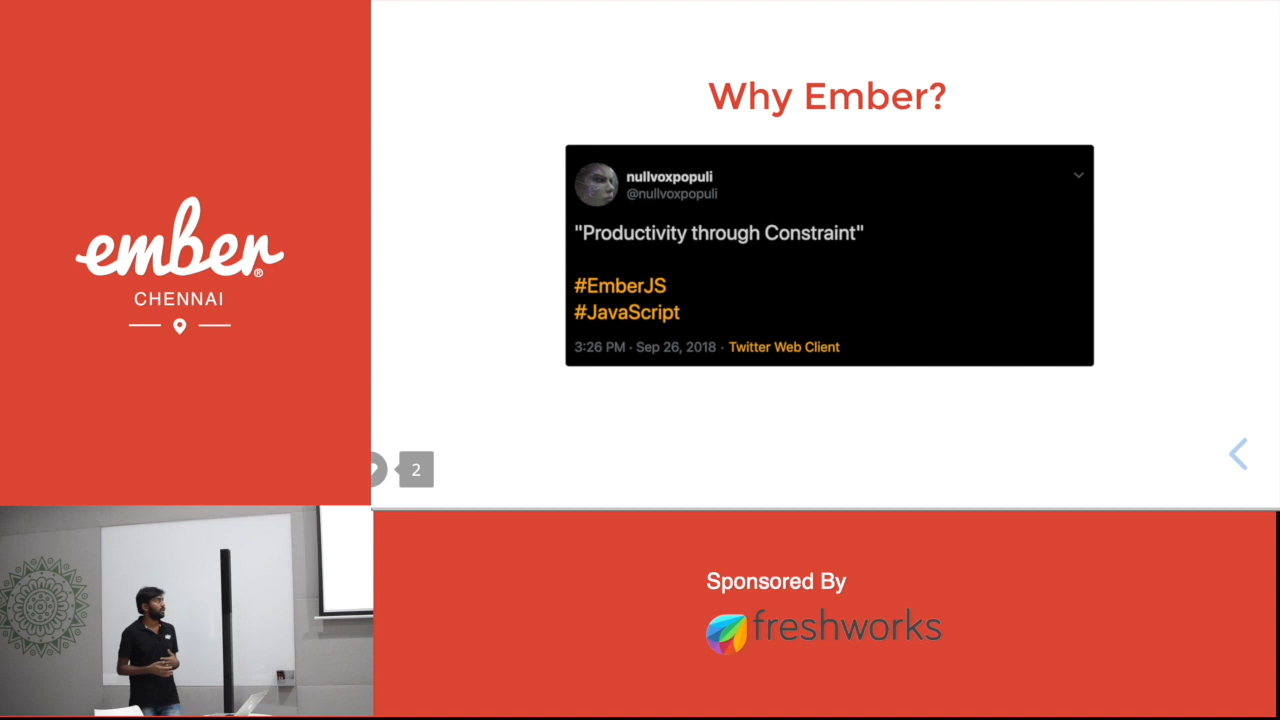 ember®
CHENNAI
Why Ember?
nullvoxpopuli
@nullvoxpopuli
"Productivity through Constraint"
#EmberJS
#JavaScript
3:26 PM · Sep 26, 2018 · Twitter Web Client
2
Sponsored By
freshworks